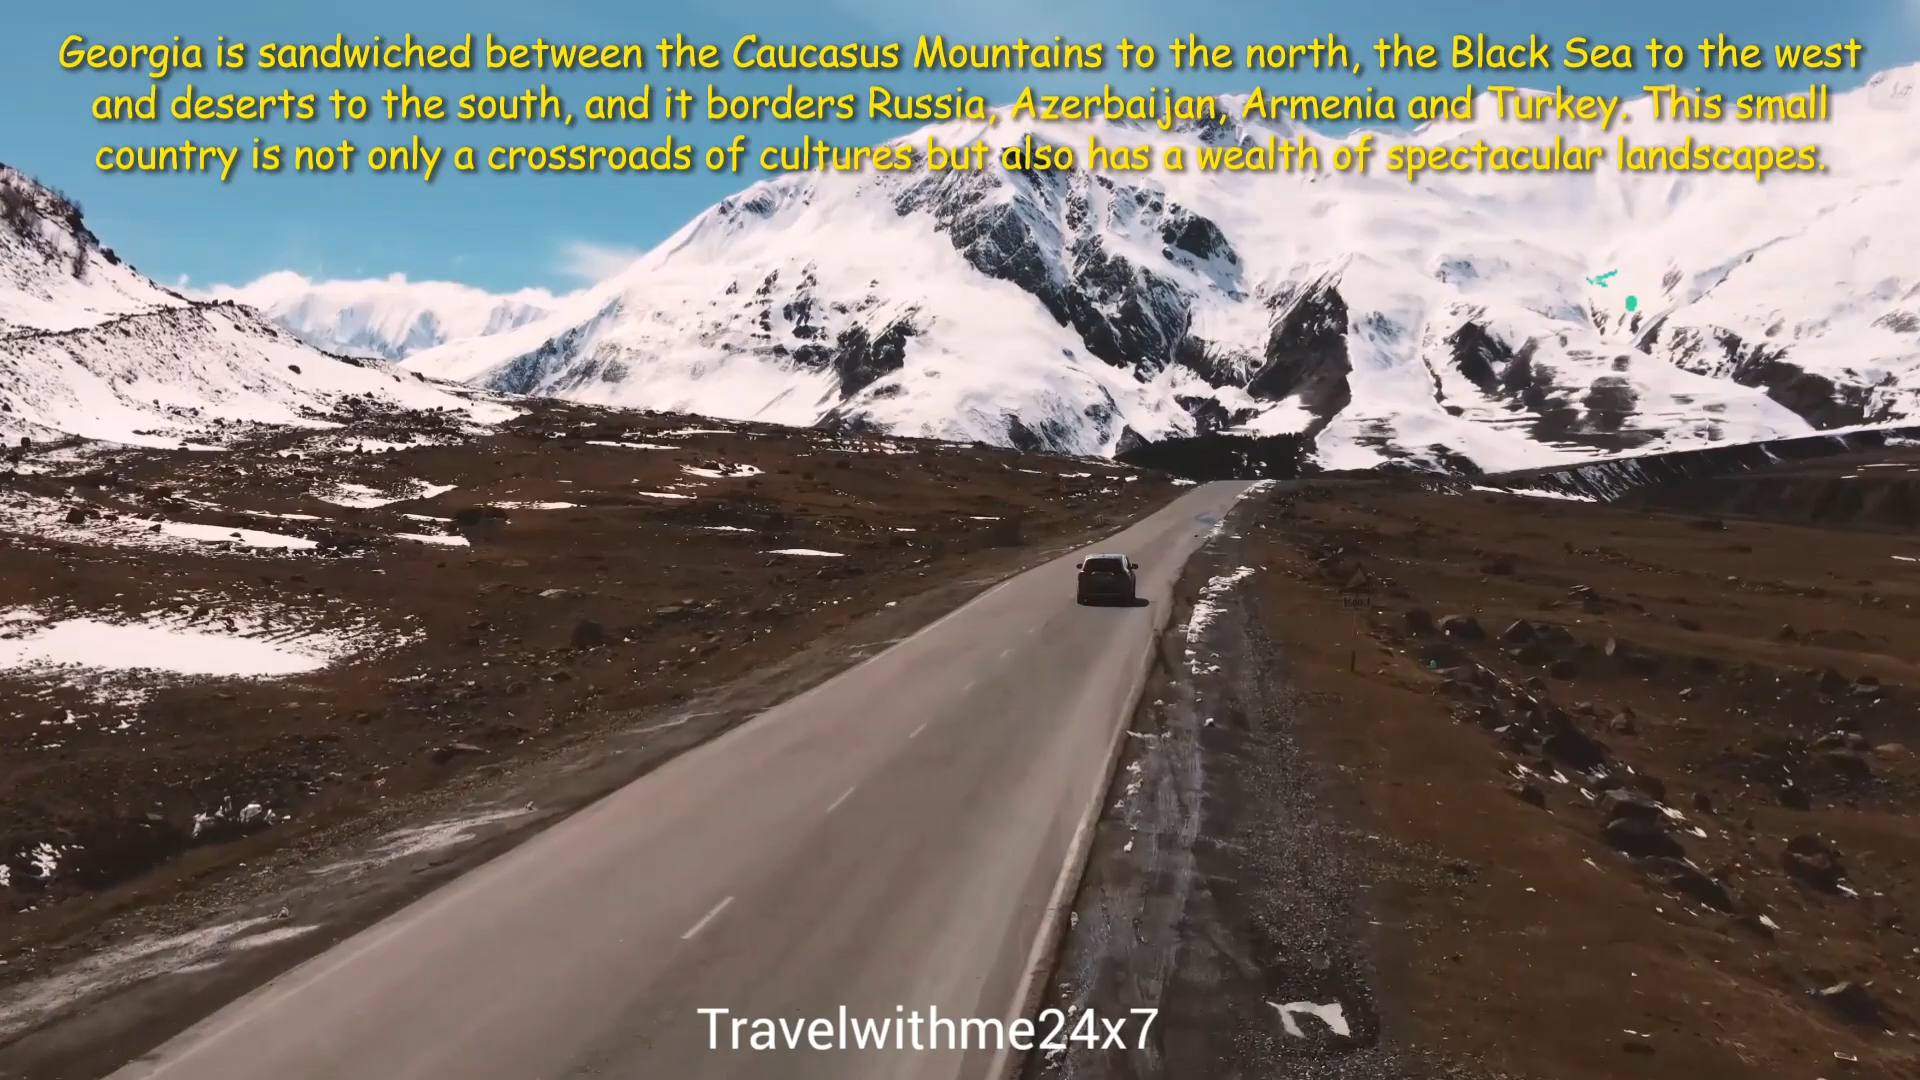 Georgia is sandwiched between the Caucasus Mountains to the north, the Black Sea to the west
and deserts to the south, and it borders Russia, Azerbaijan, Armenia and Turkey. This small
country is not only a crossroads of cultures but also has a wealth of spectacular landscapes.
Travelwithme24x7